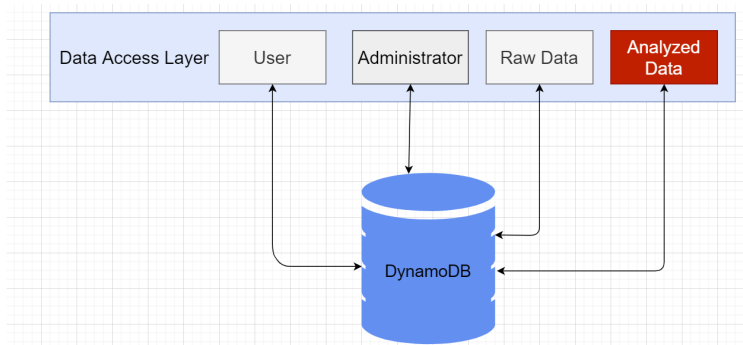 Data Access Layer
User
Administrator
Raw Data
Analyzed
Data
DynamoDB